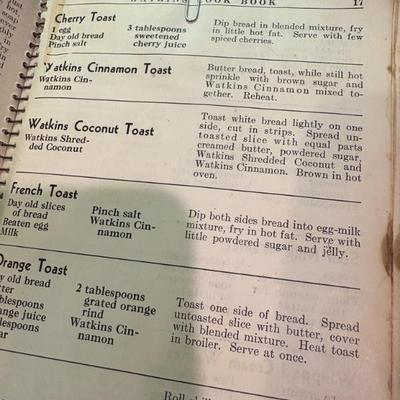 WATKINS COOK BOOK 17
Cherry Toast
1 egg
Day old bread
Pinch salt
3 tablespoons
sweetened
cherry juice
Dip bread in blended mixture, fry
in little hot fat. Serve with few
spiced cherries.
Watkins Cinnamon Toast
Watkins Cin-
namon
Butter bread, toast, while still hot
sprinkle with brown sugar and
Watkins Cinnamon mixed to-
gether. Reheat.
Watkins Coconut Toast
Watkins Shred-
ded Coconut
Toast white bread lightly on one
side, cut in strips. Spread un-
toasted slice with equal parts
creamed butter, powdered sugar,
Watkins Shredded Coconut and
Watkins Cinnamon. Brown in hot
oven.
French Toast
Day old slices
of bread
Beaten egg
Milk
Pinch salt
Watkins Cin-
namon
Dip both sides bread into egg-milk
mixture, fry in hot fat. Serve with
little powdered sugar and jelly.
Orange Toast
y old bread
tter
blespoons
nge juice
lespoons
ar
2 tablespoons
grated orange
rind
Watkins Cin-
namon
Toast one side of bread. Spread
untoasted slice with butter, cover
with blended mixture. Heat toast
in broiler. Serve at once.